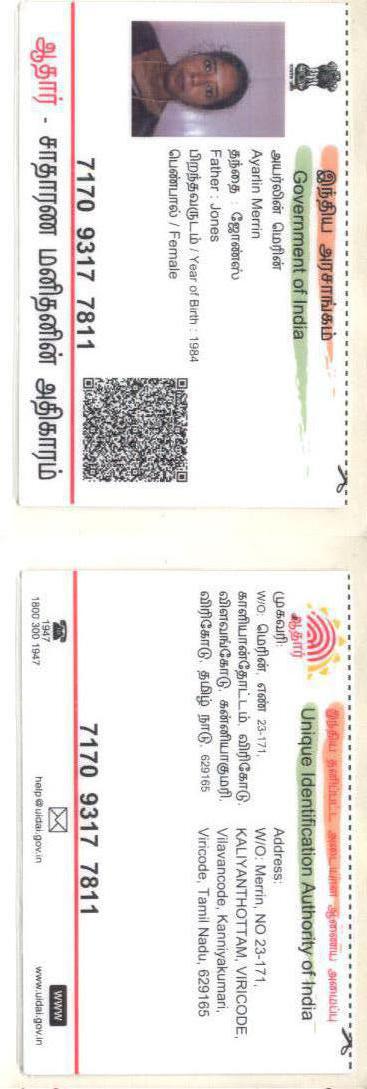 இந்திய அரசாங்கம்
Government of India
அயர்லின் மெரின்
Ayarlin Merrin
தந்தை : ஜோன்ஸ்
Father : Jones
பிறந்தவருடம் / Year of Birth : 1984
பெண்பால் / Female
7170 9317 7811
ஆதார் - சாதாரண மனிதனின் அதிகாரம்
இந்திய தனிப்பட்ட அடையாள ஆணைய அமைப்பு
Unique Identification Authority of India
ஆதார்
முகவரி:
W/O: மெரின், எண் 23-171,
காளியான்தோட்டம், விரிகோடு,
விளவங்கோடு, கன்னியாகுமரி,
விரிகோடு, தமிழ் நாடு, 629165
Address:
W/O: Merrin, NO 23-171,
KALIYANTHOTTAM, VIRICODE,
Vilavancode, Kanniyakumari,
Viricode, Tamil Nadu, 629165
7170 9317 7811
1947
1800 300 1947
help@uidai.gov.in
www
www.uidai.gov.in